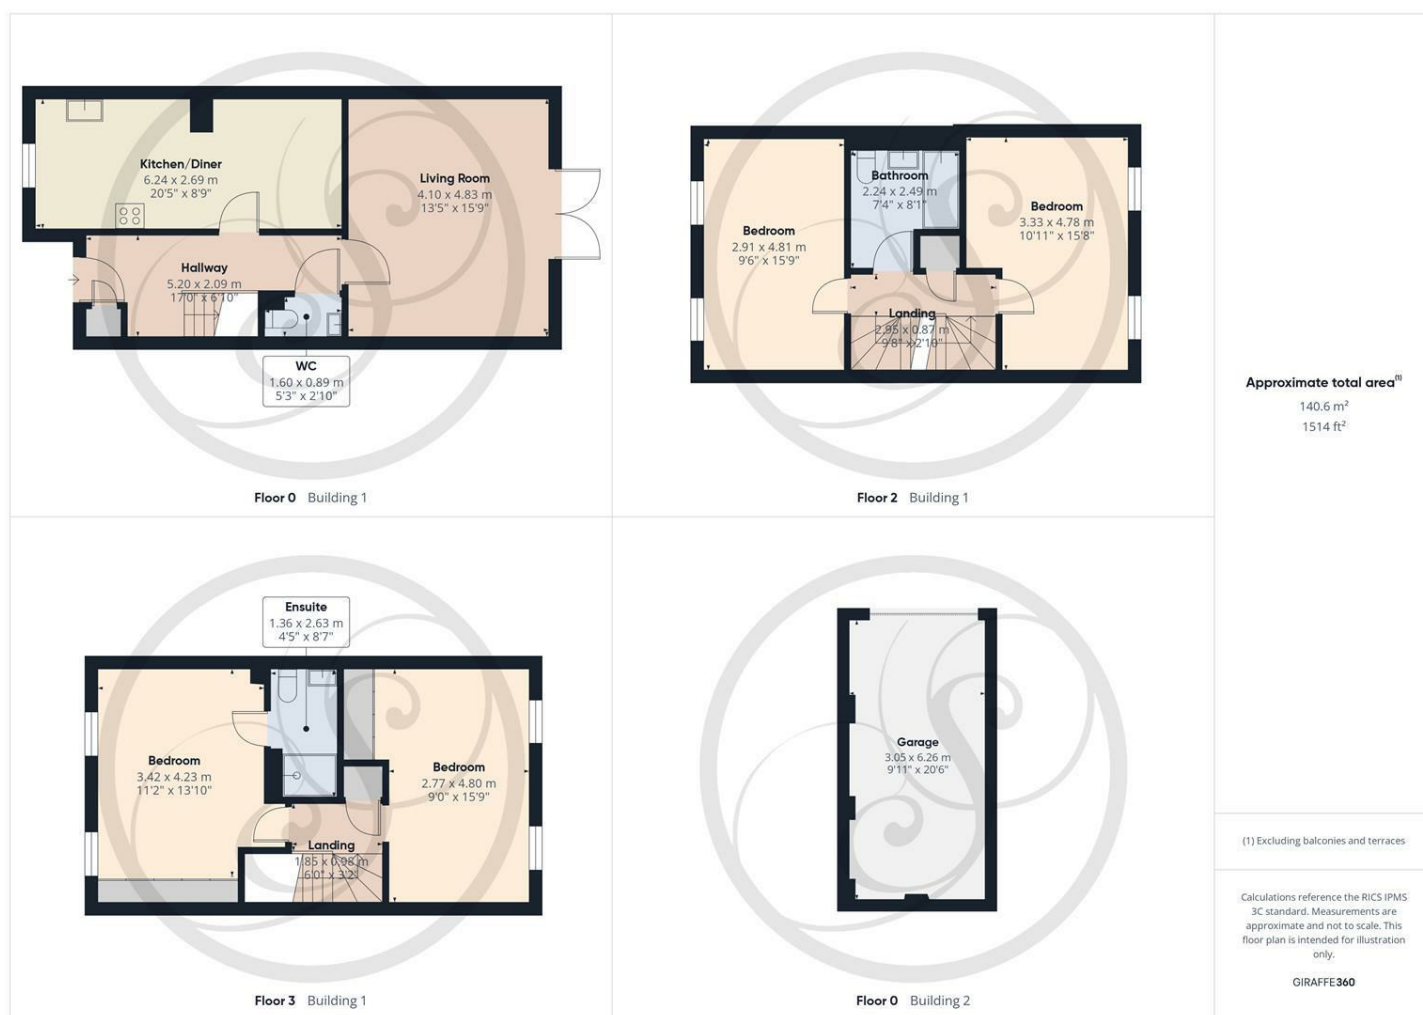 Kitchen/Diner
6.24 x 2.69 m
20'5" x 8'9"
Living Room
4.10 x 4.83 m
13'5" x 15'9"
Hallway
5.20 x 2.09 m
17'0" x 6'10"
WC
1.60 x 0.89 m
5'3" x 2'10"
Floor 0 Building 1
Bathroom
2.24 x 2.49 m
7'4" x 8'1"
Bedroom
2.91 x 4.81 m
9'6" x 15'9"
Bedroom
3.33 x 4.78 m
10'11" x 15'8"
Landing
2.95 x 0.87 m
9'8" x 2'10"
Floor 2 Building 1
Ensuite
1.36 x 2.63 m
4'5" x 8'7"
Bedroom
3.42 x 4.23 m
11'2" x 13'10"
Bedroom
2.77 x 4.80 m
9'0" x 15'9"
Landing
1.85 x 0.98 m
6'0" x 3'2"
Floor 3 Building 1
Garage
3.05 x 6.26 m
9'11" x 20'6"
Floor 0 Building 2
Approximate total area(1)
140.6 m²
1514 ft²
(1) Excluding balconies and terraces
Calculations reference the RICS IPMS
3C standard. Measurements are
approximate and not to scale. This
floor plan is intended for illustration
only.
GIRAFFE360